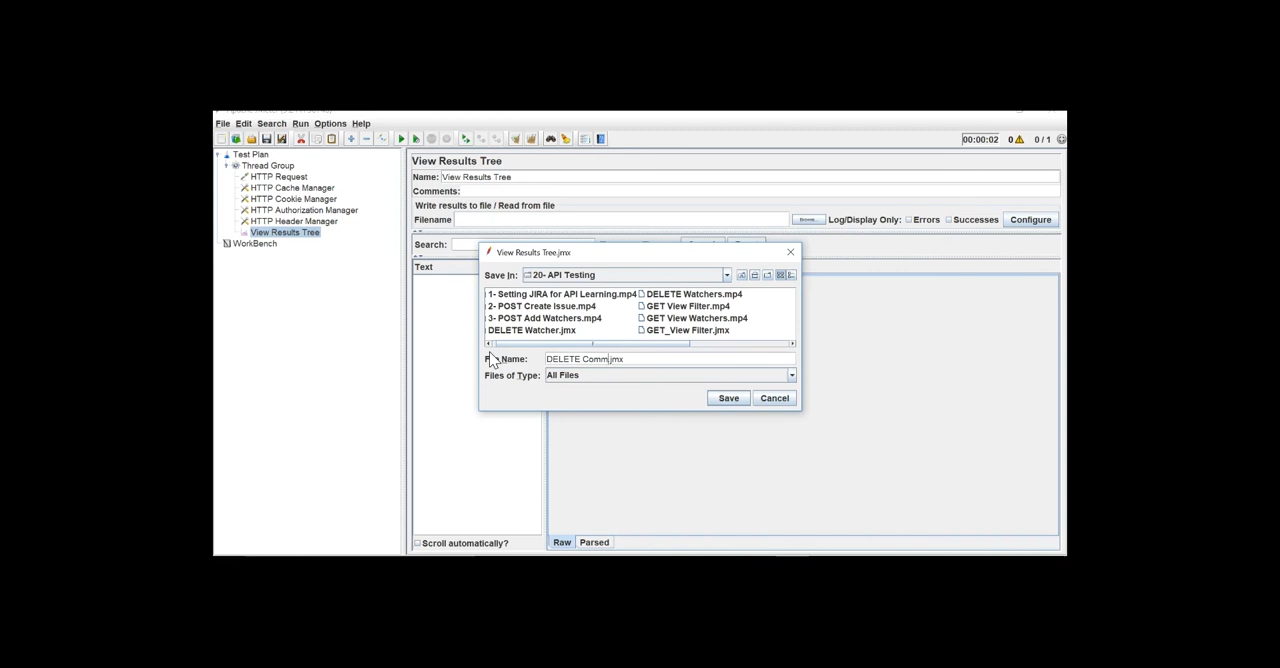 File Edit Search Run Options Help
00:00:02 0 0 / 1
Test Plan
Thread Group
HTTP Request
HTTP Cache Manager
HTTP Cookie Manager
HTTP Authorization Manager
HTTP Header Manager
View Results Tree
WorkBench
View Results Tree
Name: View Results Tree
Comments:
Write results to file / Read from file
Filename Browse... Log/Display Only: Errors Successes Configure
Search:
Text
View Results Tree.jmx
Save In: 20- API Testing
1- Setting JIRA for API Learning.mp4 DELETE Watchers.mp4
2- POST Create Issue.mp4 GET View Filter.mp4
3- POST Add Watchers.mp4 GET View Watchers.mp4
DELETE Watcher.jmx GET_View Filter.jmx
Name: DELETE Comm.jmx
Files of Type: All Files
Save Cancel
Scroll automatically?
Raw Parsed